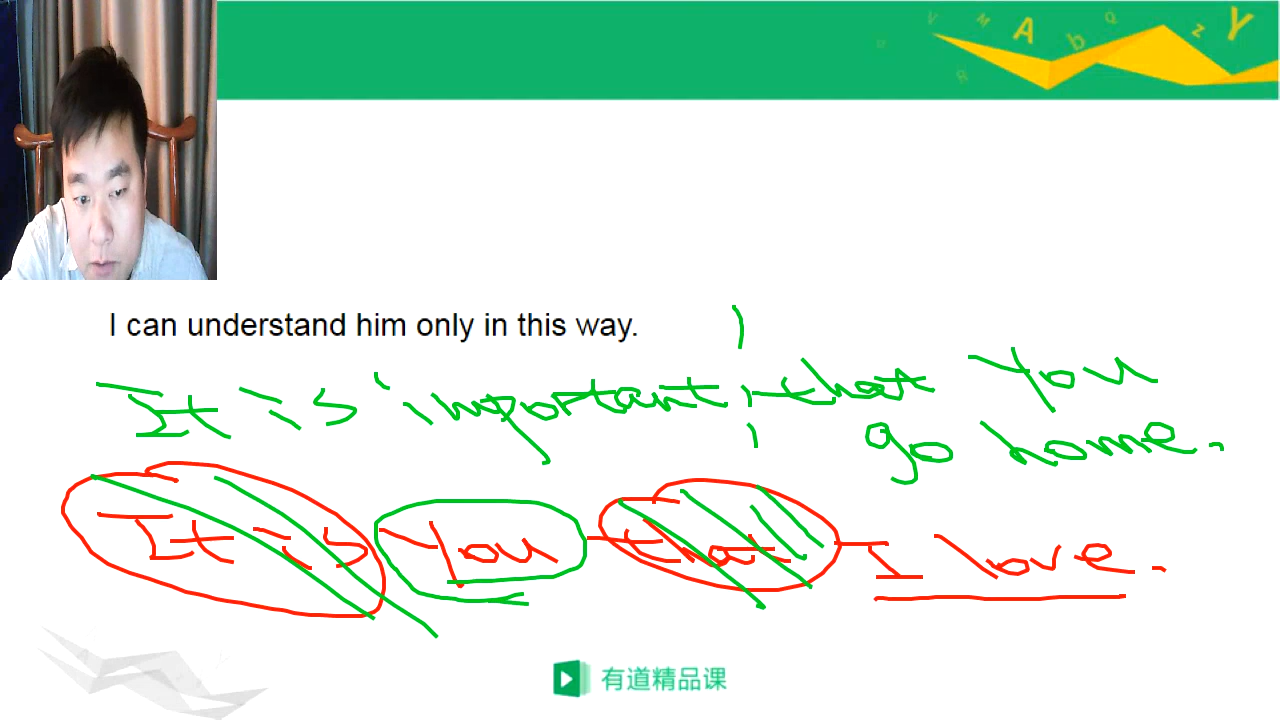 V M A b Q z Y
R
I can understand him only in this way.
It is important, that you
go home.
It is you that I love.
有道精品课